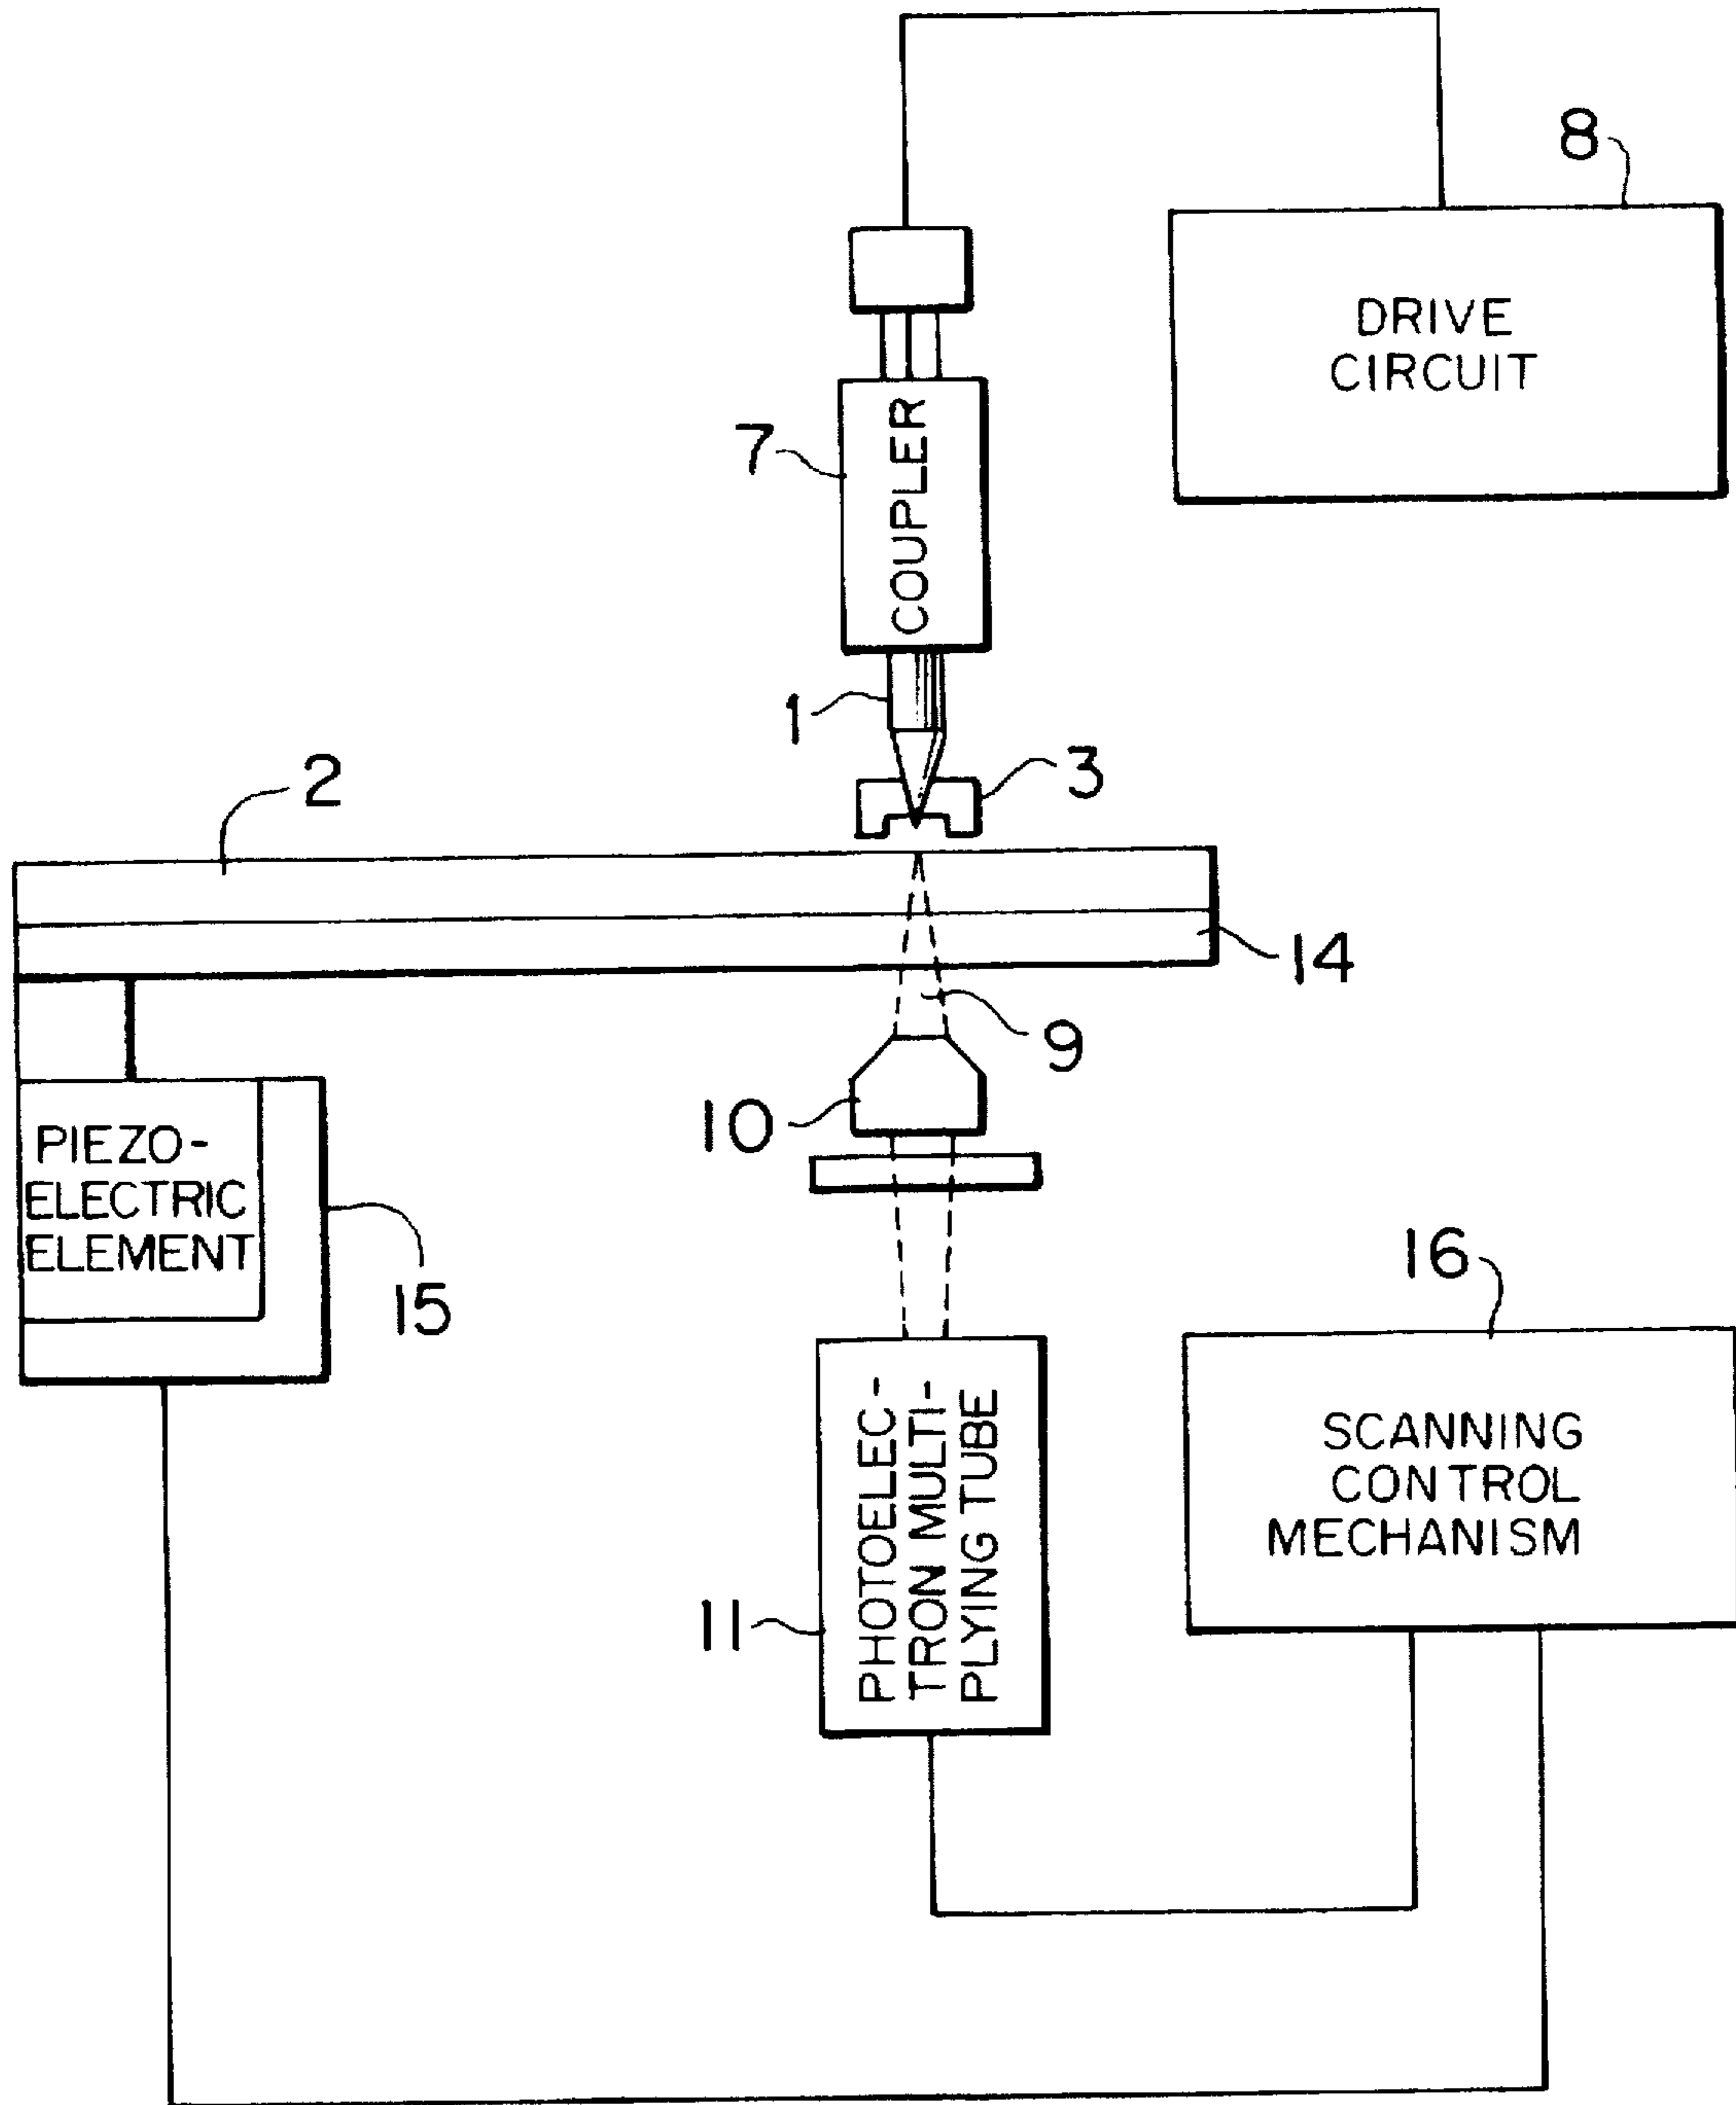 8
DRIVE
CIRCUIT
7
COUPLER
1
3
2
14
9
10
PIEZO-
ELECTRIC
ELEMENT
15
16
SCANNING
CONTROL
MECHANISM
11
PHOTOELEC-
TRON MULTI-
PLYING TUBE